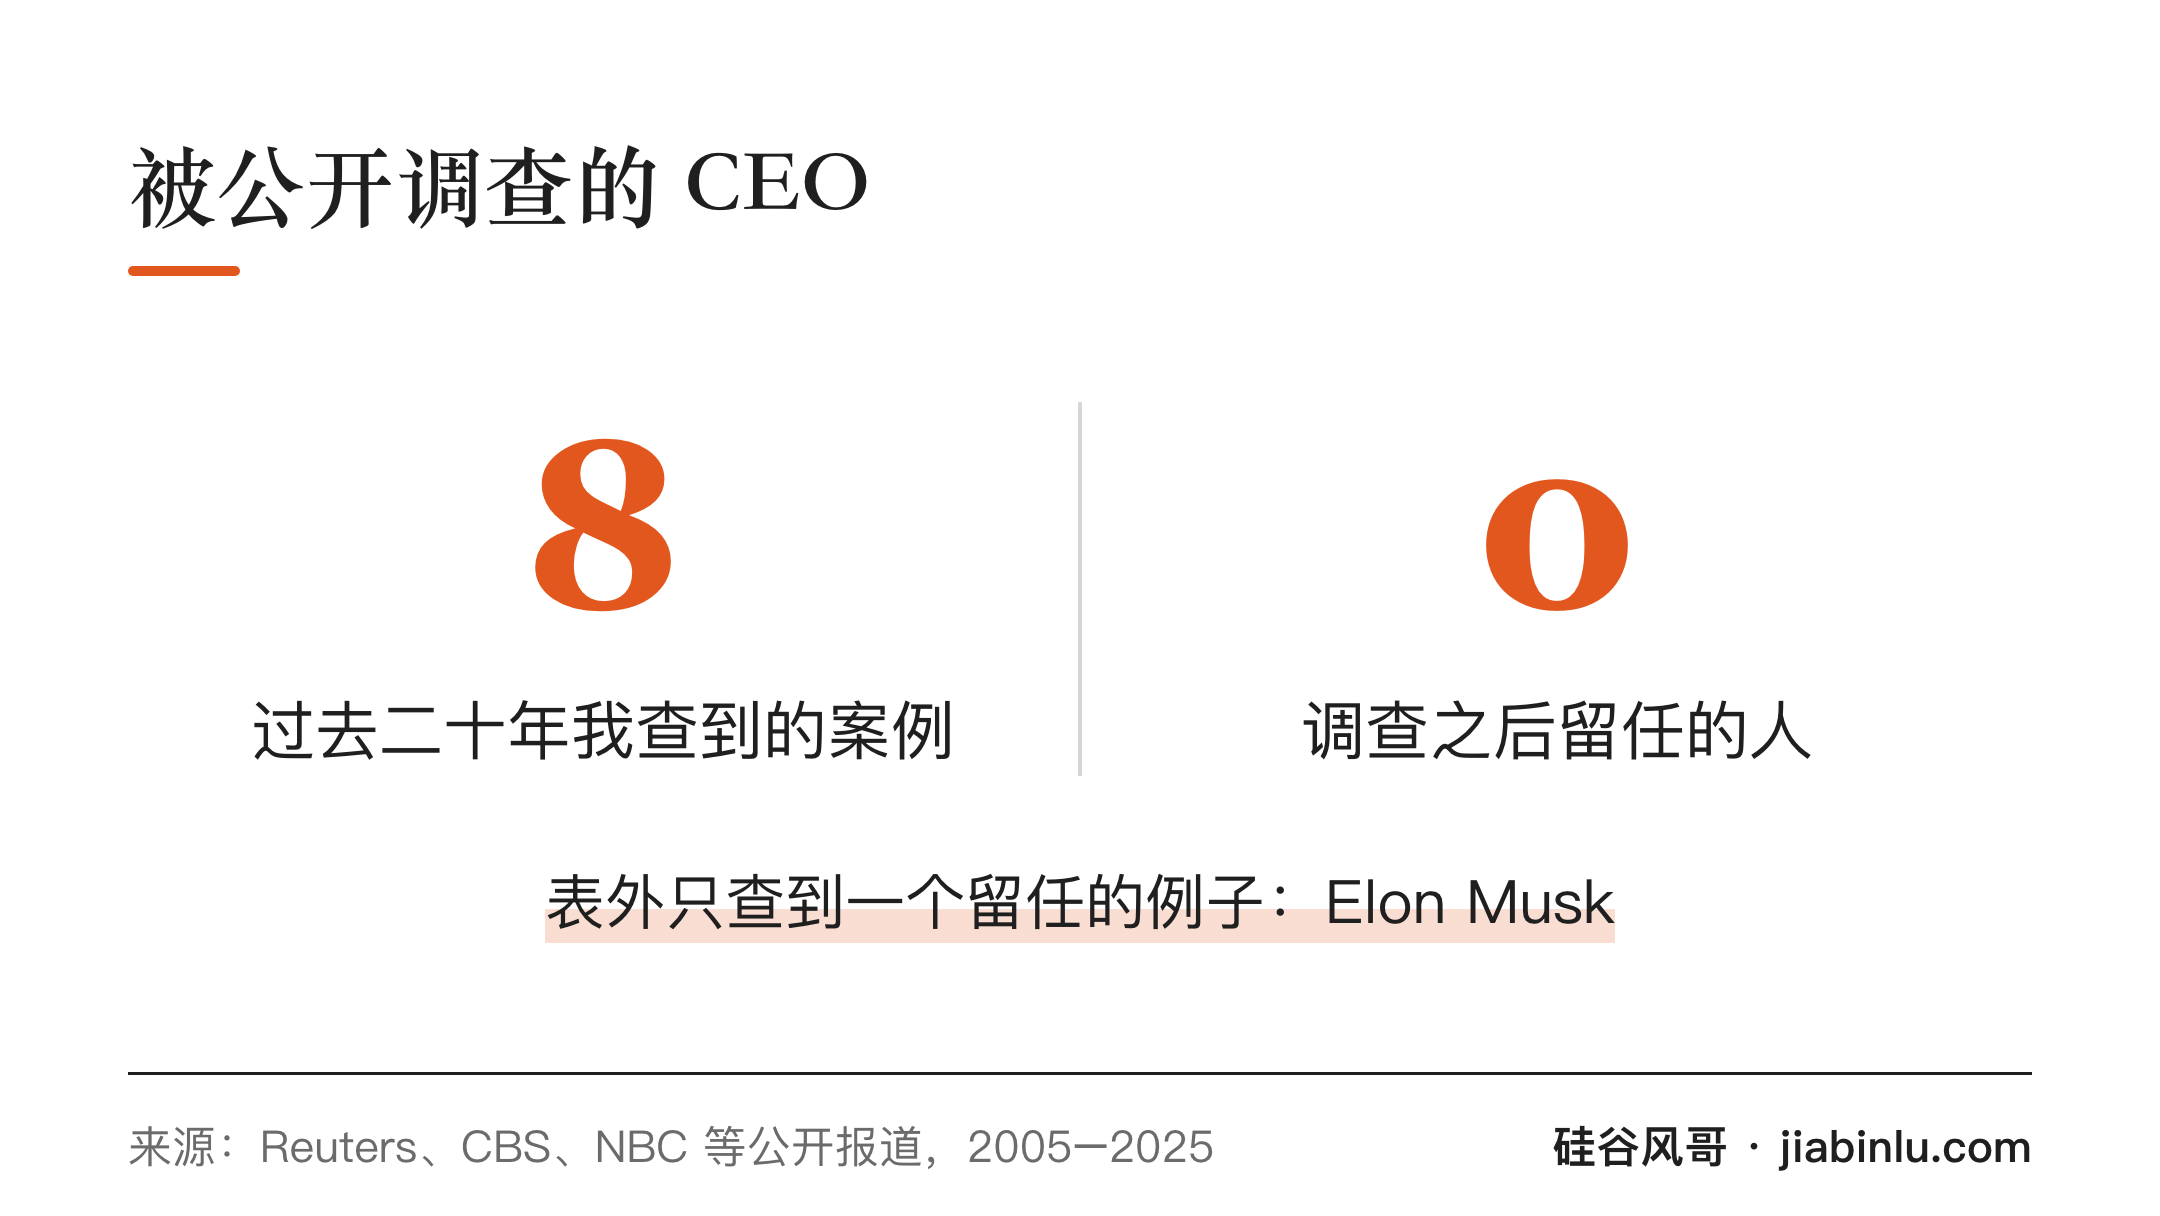 被公开调查的 CEO
8
过去二十年我查到的案例
0
调查之后留任的人
表外只查到一个留任的例子：Elon Musk
来源：Reuters、CBS、NBC 等公开报道，2005—2025
硅谷风哥 · jiabinlu.com